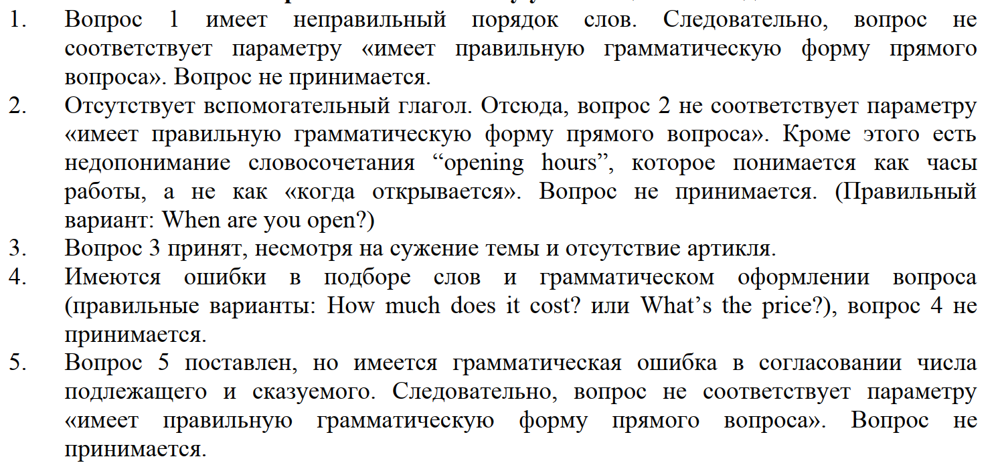 1. Вопрос 1 имеет неправильный порядок слов. Следовательно, вопрос не
соответствует параметру «имеет правильную грамматическую форму прямого
вопроса». Вопрос не принимается.
2. Отсутствует вспомогательный глагол. Отсюда, вопрос 2 не соответствует параметру
«имеет правильную грамматическую форму прямого вопроса». Кроме этого есть
недопонимание словосочетания “opening hours”, которое понимается как часы
работы, а не как «когда открывается». Вопрос не принимается. (Правильный
вариант: When are you open?)
3. Вопрос 3 принят, несмотря на сужение темы и отсутствие артикля.
4. Имеются ошибки в подборе слов и грамматическом оформлении вопроса
(правильные варианты: How much does it cost? или What’s the price?), вопрос 4 не
принимается.
5. Вопрос 5 поставлен, но имеется грамматическая ошибка в согласовании числа
подлежащего и сказуемого. Следовательно, вопрос не соответствует параметру
«имеет правильную грамматическую форму прямого вопроса». Вопрос не
принимается.